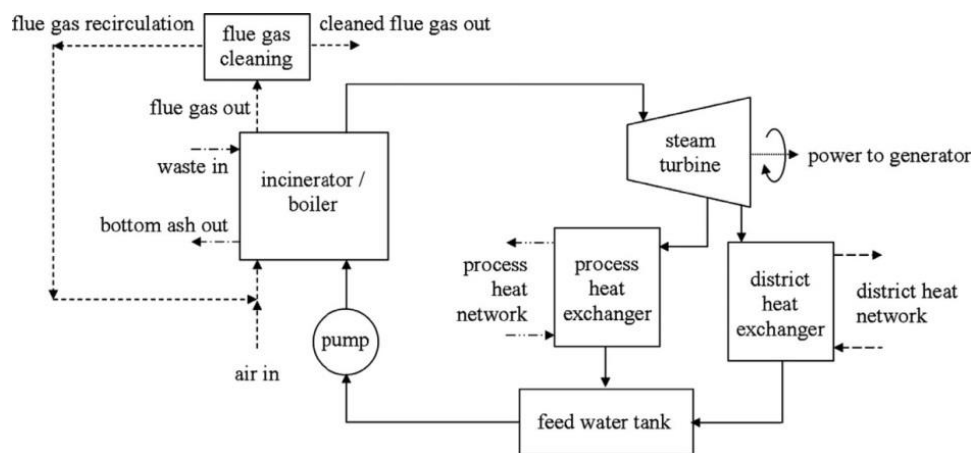 flue gas recirculation
flue gas
cleaning
cleaned flue gas out
flue gas out
waste in
incinerator /
boiler
bottom ash out
air in
pump
steam
turbine
power to generator
process
heat
network
process
heat
exchanger
district
heat
exchanger
district heat
network
feed water tank